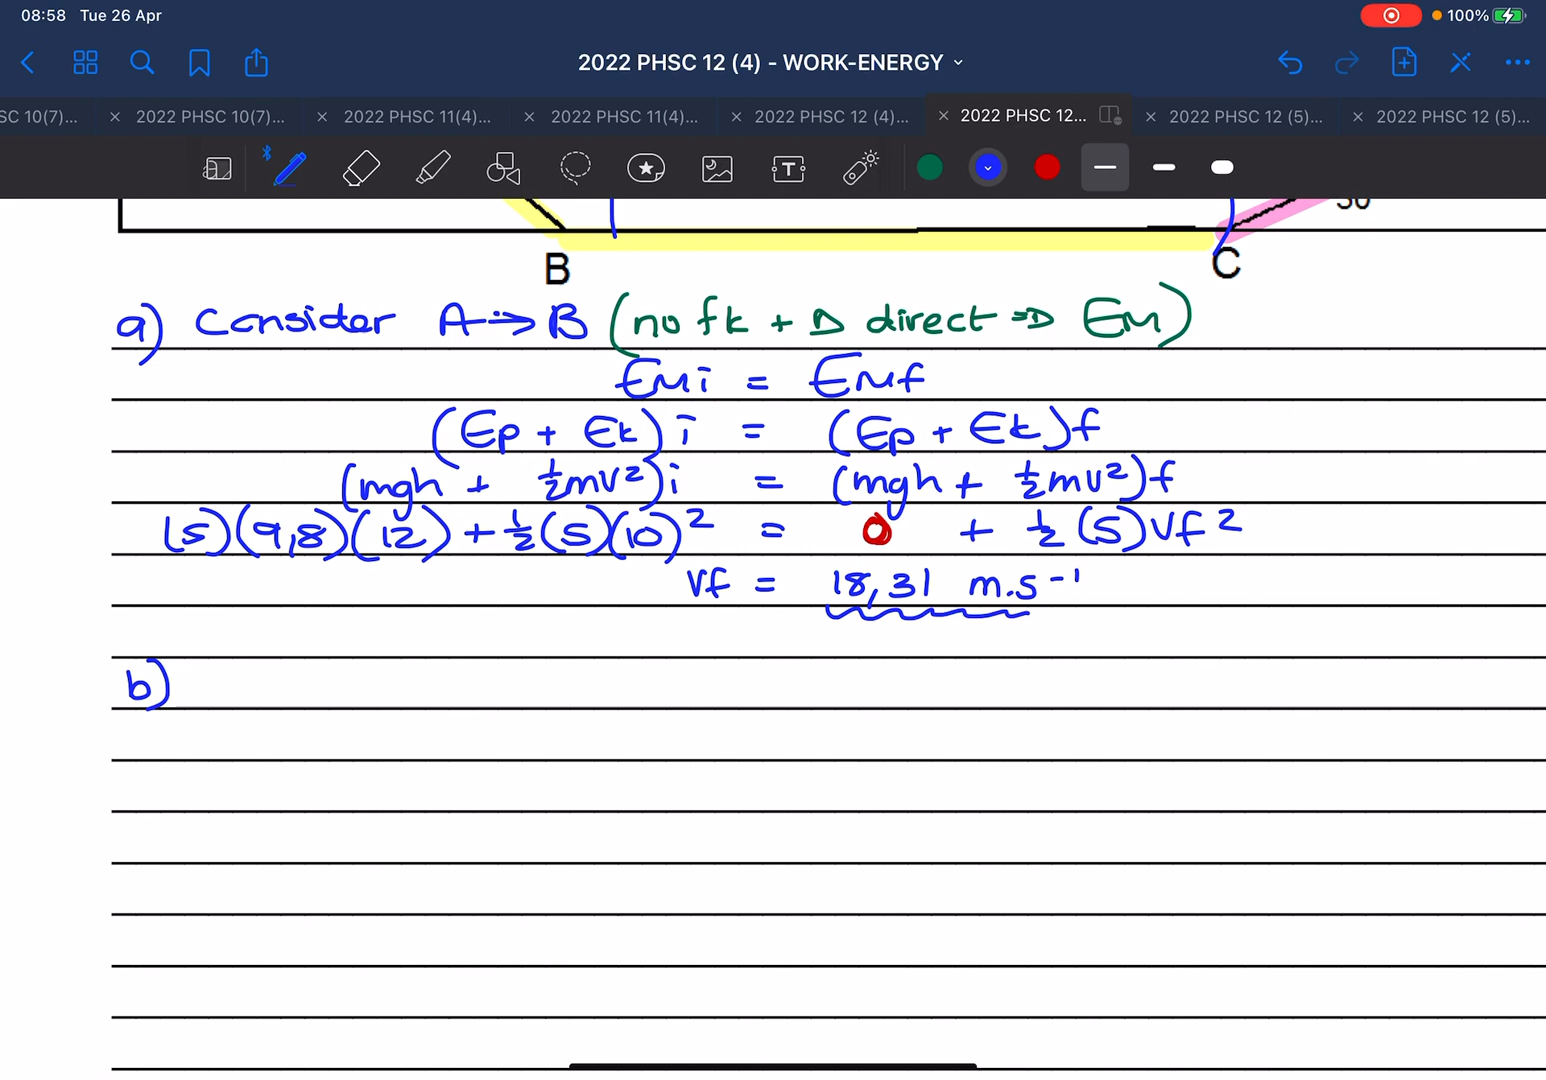 08:58 Tue 26 Apr
100%
2022 PHSC 12 (4) - WORK-ENERGY
SC 10(7)... × 2022 PHSC 10(7)... × 2022 PHSC 11(4)... × 2022 PHSC 11(4)... × 2022 PHSC 12 (4)... × 2022 PHSC 12... × 2022 PHSC 12 (5)... × 2022 PHSC 12 (5)...
30
B C
a) Consider A → B (no fk + Δ direct ⇒ EM)
EMi = EMf
(Ep + Ek)i = (Ep + Ek)f
(mgh + ½mv²)i = (mgh + ½mv²)f
(5)(9,8)(12) + ½(5)(10)² = 0 + ½(5)vf²
vf = 18,31 m.s⁻¹
b)